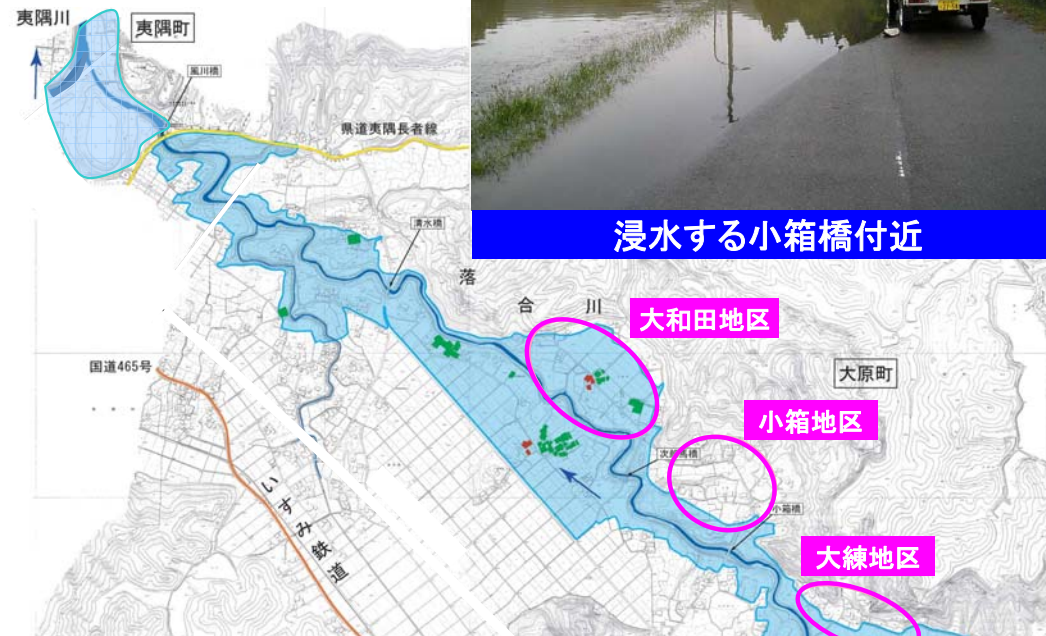 夷隅川
夷隅町
風川橋
県道夷隅長者線
浸水する小箱橋付近
清水橋
落合川
大和田地区
国道465号
大原町
小箱地区
小箱橋
いすみ鉄道
大練地区